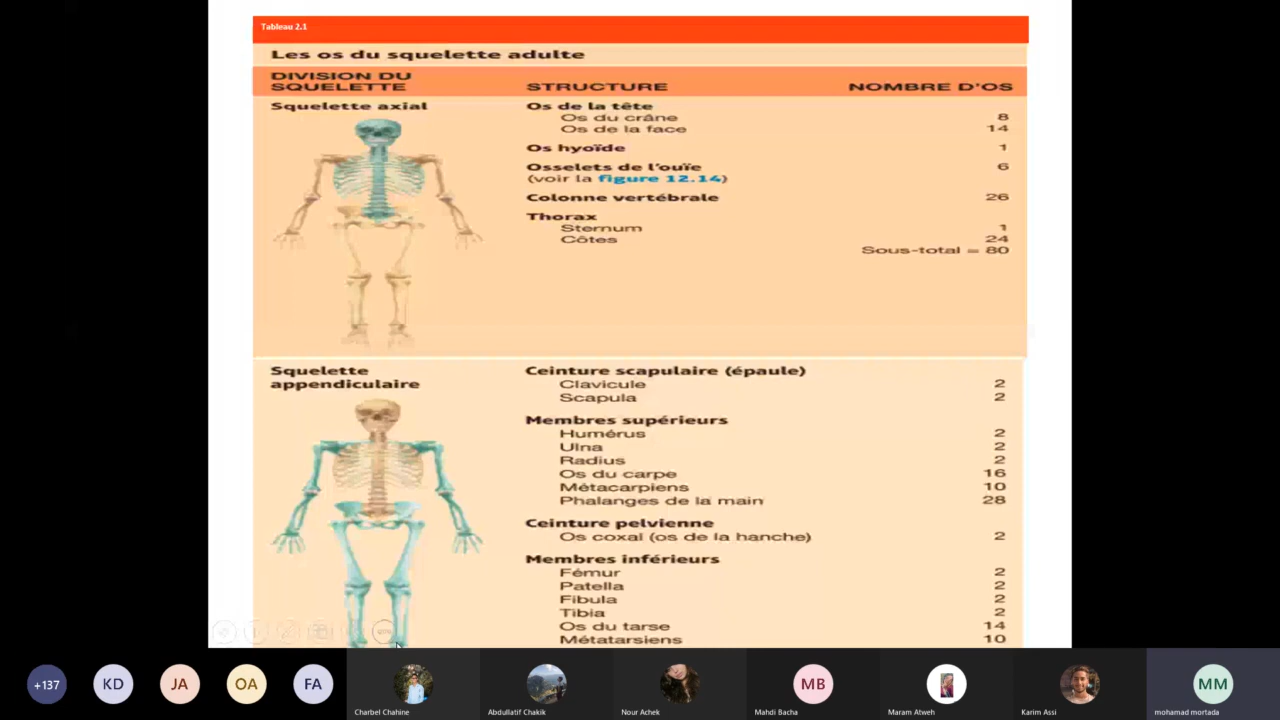 Tableau 2.1
Les os du squelette adulte
DIVISION DU SQUELETTE STRUCTURE NOMBRE D'OS
Squelette axial
Os de la tête
Os du crâne 8
Os de la face 14
Os hyoïde 1
Osselets de l'ouïe 6
(voir la figure 12.14)
Colonne vertébrale 26
Thorax
Sternum 1
Côtes 24
Sous-total = 80
Squelette
appendiculaire
Ceinture scapulaire (épaule)
Clavicule 2
Scapula 2
Membres supérieurs
Humérus 2
Ulna 2
Radius 2
Os du carpe 16
Métacarpiens 10
Phalanges de la main 28
Ceinture pelvienne
Os coxal (os de la hanche) 2
Membres inférieurs
Fémur 2
Patella 2
Fibula 2
Tibia 2
Os du tarse 14
Métatarsiens 10
+137 KD JA OA FA MB MM
Charbel Chahine Abdullatif Chakik Nour Achek Mahdi Bacha Maram Atweh Karim Assi mohamad mortada